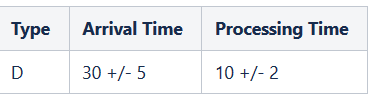 Type Arrival Time Processing Time
D 30 +/- 5 10 +/- 2